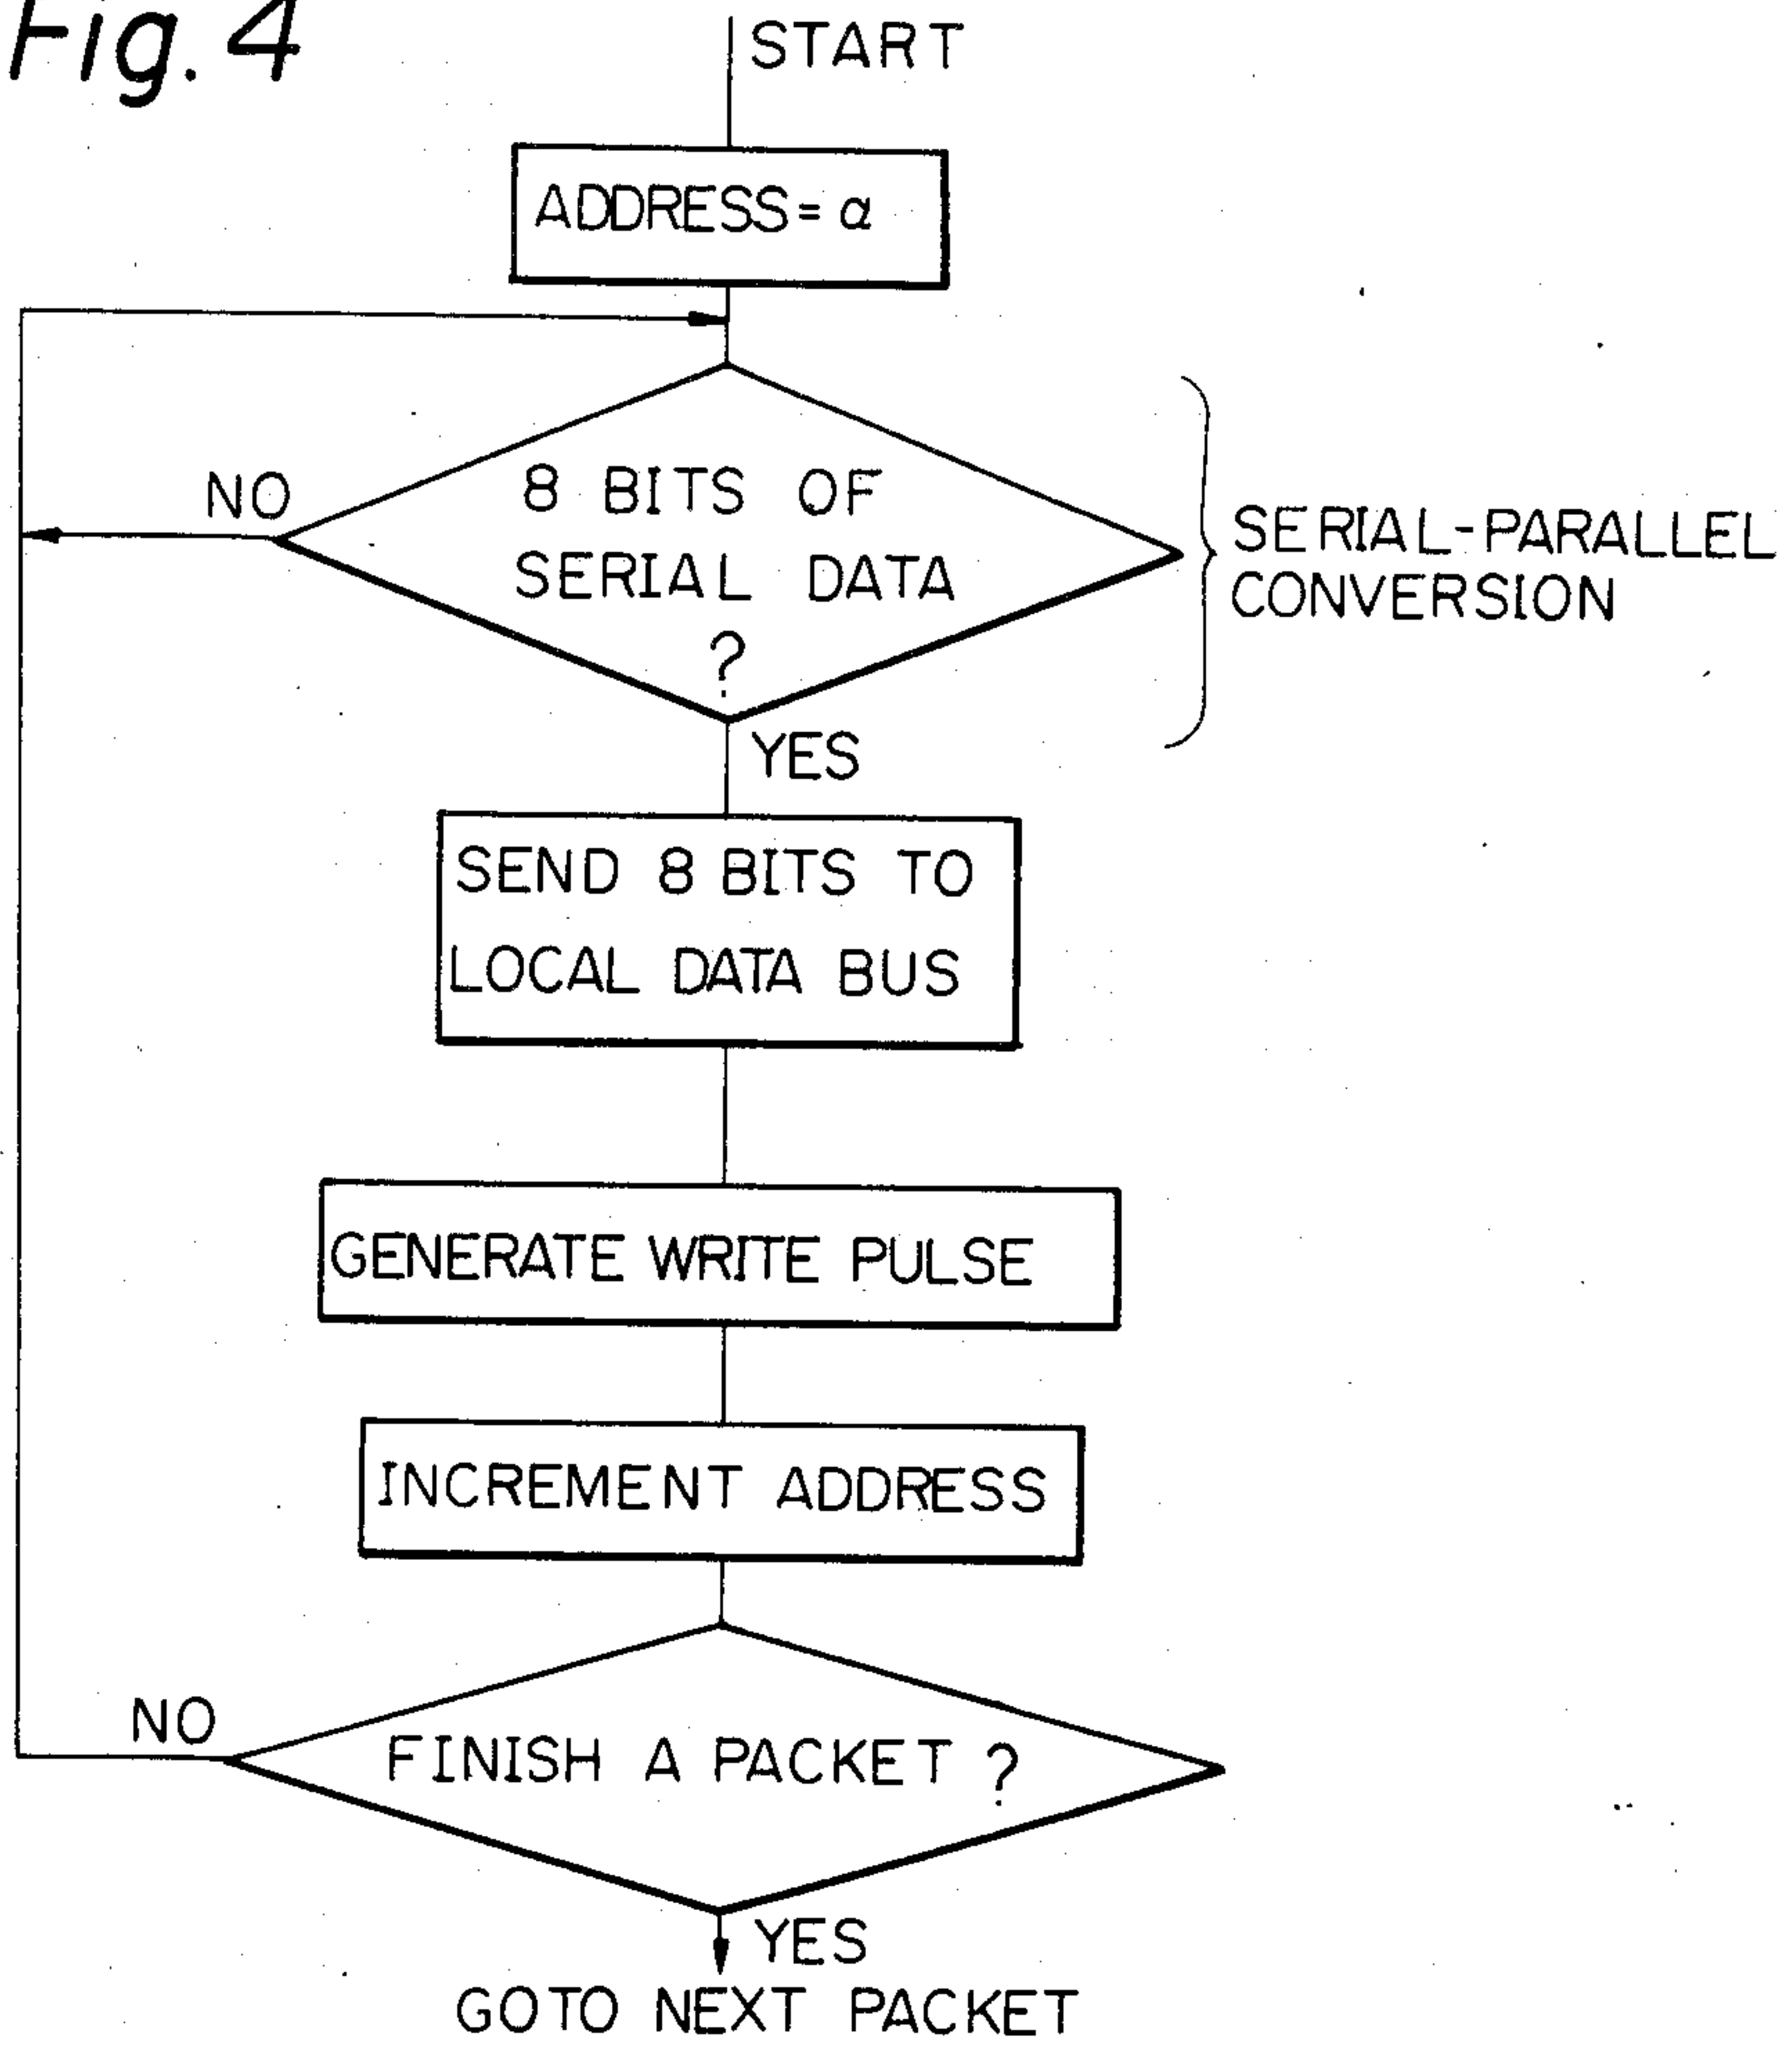 Fig. 4
START
ADDRESS = α
NO
8 BITS OF
SERIAL DATA
?
SERIAL-PARALLEL
CONVERSION
YES
SEND 8 BITS TO
LOCAL DATA BUS
GENERATE WRITE PULSE
INCREMENT ADDRESS
NO
FINISH A PACKET ?
YES
GOTO NEXT PACKET